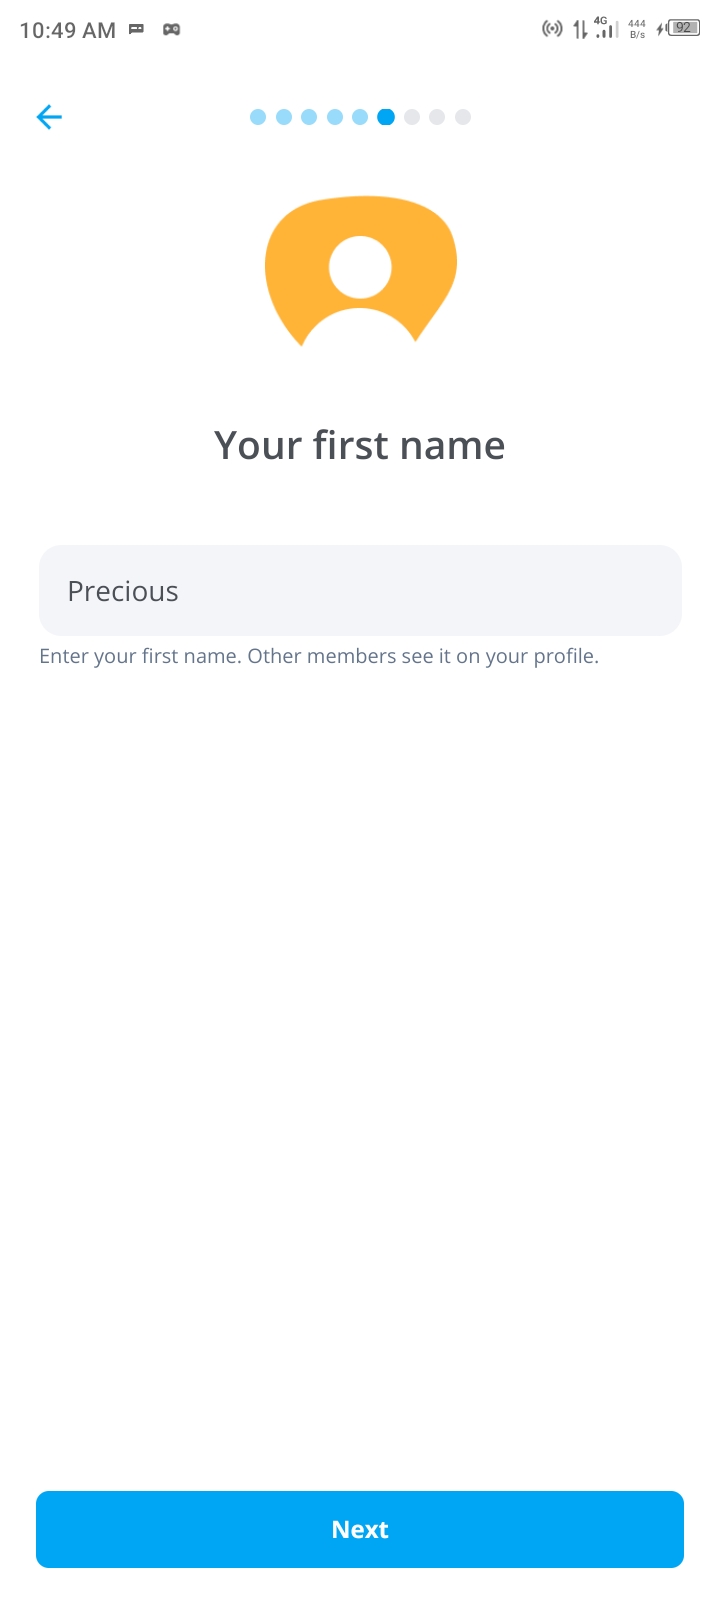 10:49 AM
4G
444
B/s
92
Your first name
Precious
Enter your first name. Other members see it on your profile.
Next